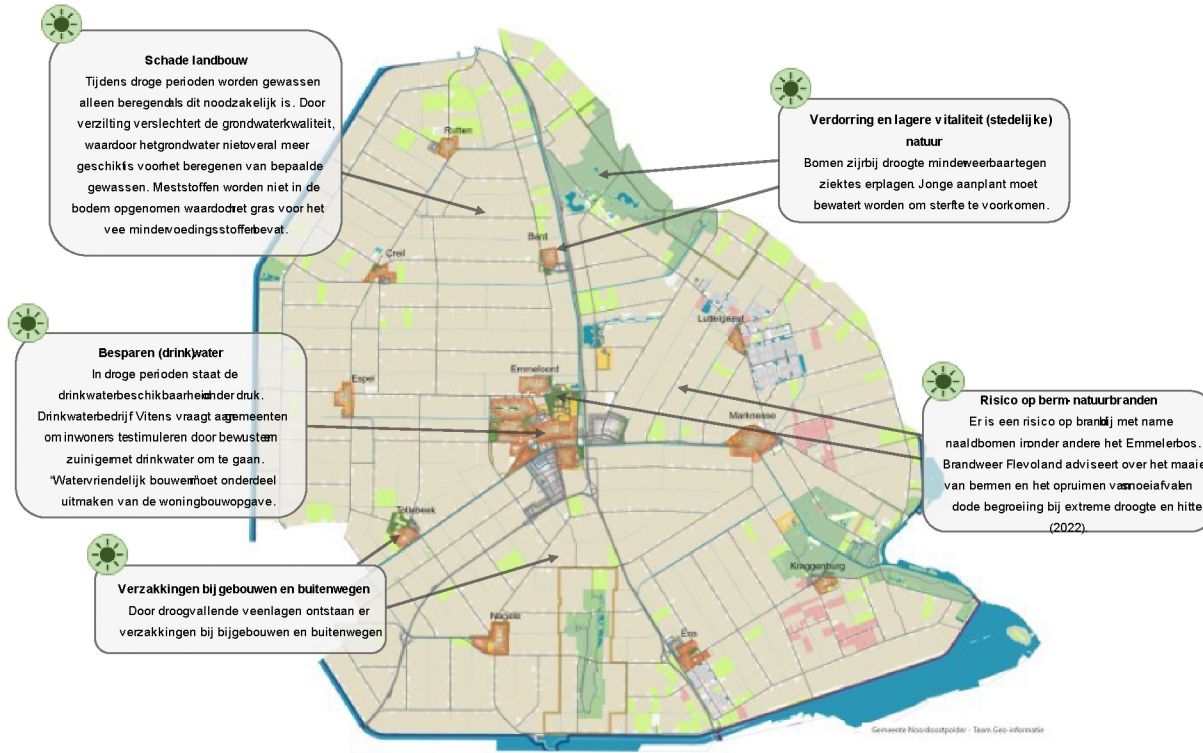 Schade landbouw
Tijdens droge perioden worden gewassen
alleen beregend als dit noodzakelijk is. Door
verzilting verslechtert de grondwaterkwaliteit,
waardoor het grondwater niet overal meer
geschikt is voor het beregenen van bepaalde
gewassen. Meststoffen worden niet in de
bodem opgenomen waardoor het gras voor het
vee minder voedingsstoffen bevat.
Verdorring en lagere vitaliteit (stedelijke)
natuur
Bomen zijn bij droogte minder weerbaar tegen
ziektes en plagen. Jonge aanplant moet
bewatert worden om sterfte te voorkomen.
Besparen (drink)water
In droge perioden staat de
drinkwaterbeschikbaarheid onder druk.
Drinkwaterbedrijf Vitens vraagt aan gemeenten
om inwoners te stimuleren door bewust en
zuiniger met drinkwater om te gaan.
"Watervriendelijk bouwen" moet onderdeel
uitmaken van de woningbouwopgave.
Risico op berm- natuurbranden
Er is een risico op brand bij met name
naaldbomen in onder andere het Emmelerbos.
Brandweer Flevoland adviseert over het maaie
van bermen en het opruimen van snoeiafval en
dode begroeiing bij extreme droogte en hitte
(2022).
Verzakkingen bij gebouwen en buitenwegen
Door droogvallende veenlagen ontstaan er
verzakkingen bij bijgebouwen en buitenwegen
Rutten
Bant
Creil
Luttelgeest
Espel
Emmeloord
Marknesse
Tollebeek
Kraggenburg
Nagele
Ens
Gemeente Noordoostpolder - Team Geo-informatie